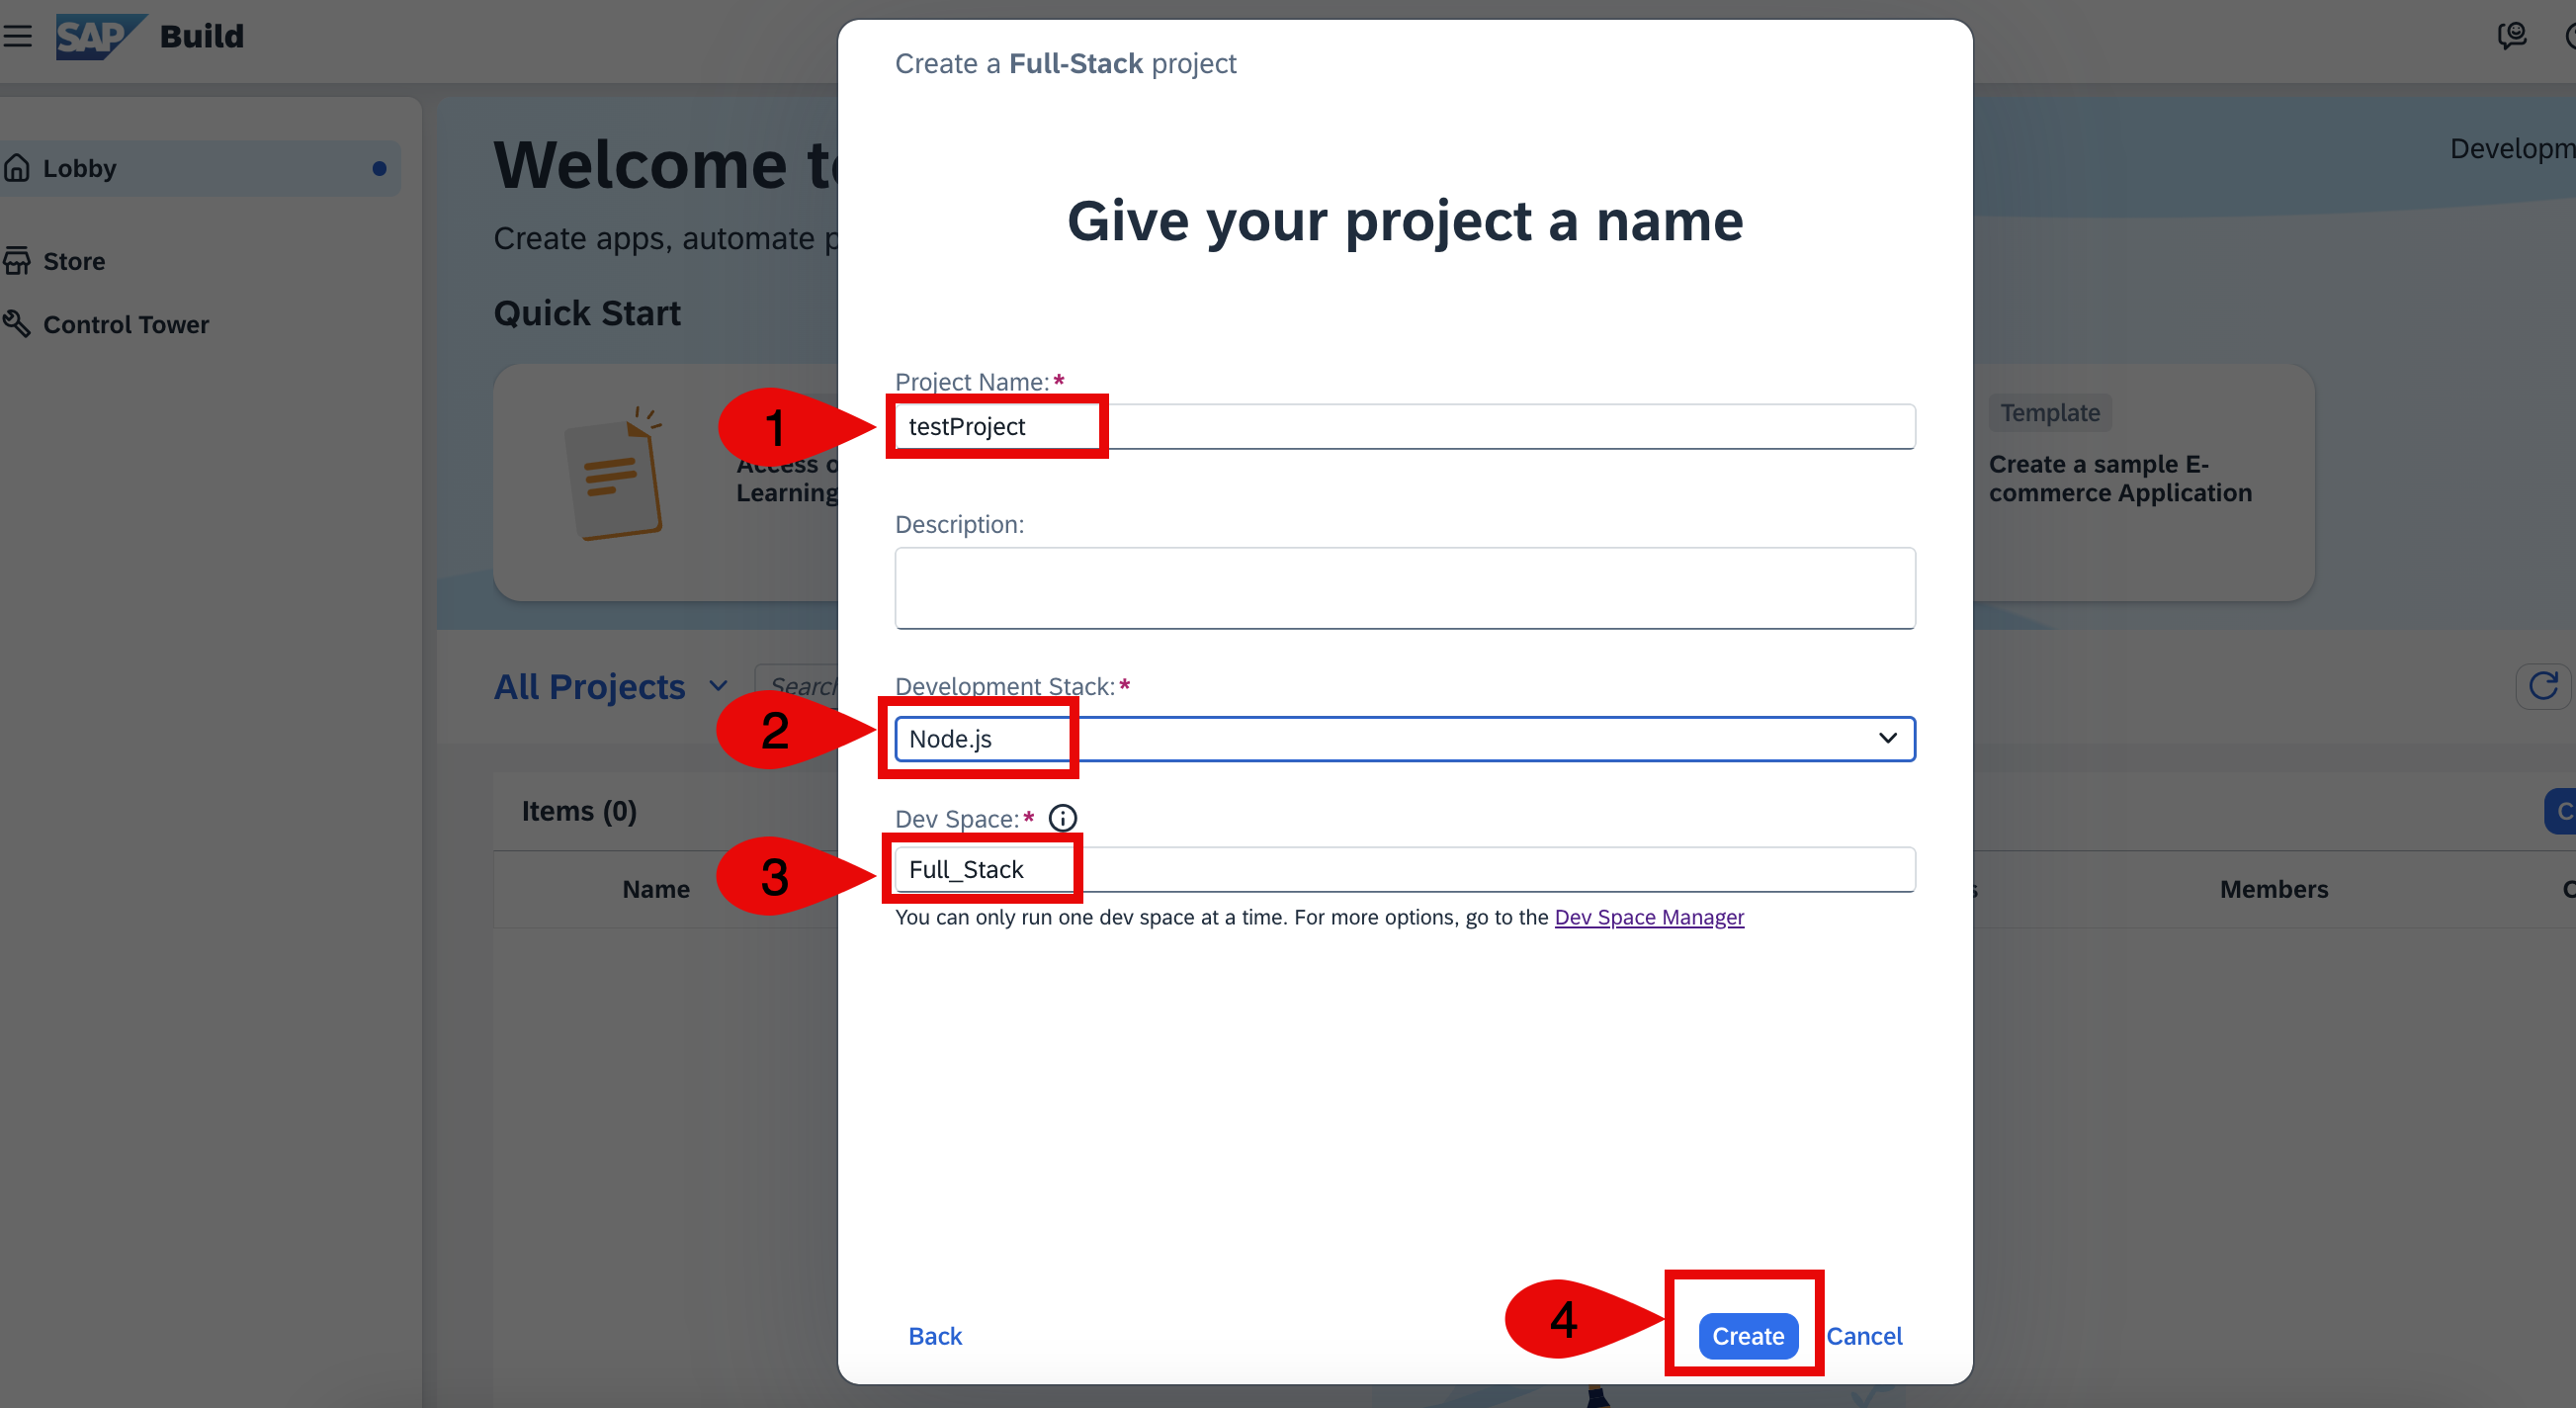 SAP Build
Developm
Lobby
Store
Control Tower
Welcome to
Create apps, automate p
Quick Start
Access o
Learning
Template
Create a sample E-
commerce Application
All Projects
Search
Items (0)
Name
Members
C
Create a Full-Stack project
Give your project a name
Project Name:*
1
testProject
Description:
Development Stack:*
2
Node.js
Dev Space:*
3
Full_Stack
You can only run one dev space at a time. For more options, go to the Dev Space Manager
4
Back
Create
Cancel